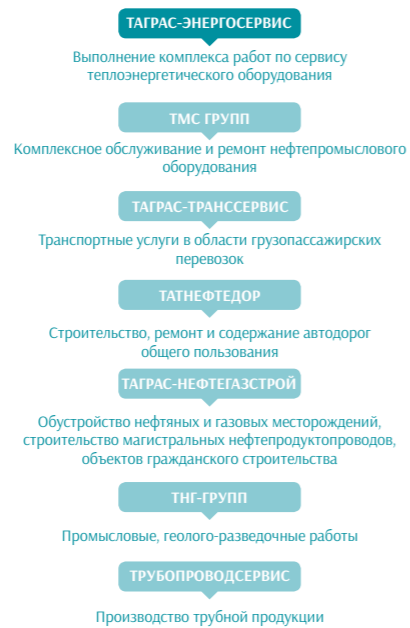 ТАГРАС-ЭНЕРГОСЕРВИС
Выполнение комплекса работ по сервису
теплоэнергетического оборудования
ТМС ГРУПП
Комплексное обслуживание и ремонт нефтепромыслового
оборудования
ТАГРАС-ТРАНССЕРВИС
Транспортные услуги в области грузопассажирских
перевозок
ТАТНЕФТЕДОР
Строительство, ремонт и содержание автодорог
общего пользования
ТАГРАС-НЕФТЕГАЗСТРОЙ
Обустройство нефтяных и газовых месторождений,
строительство магистральных нефтепродуктопроводов,
объектов гражданского строительства
ТНГ-ГРУПП
Промысловые, геолого-разведочные работы
ТРУБОПРОВОДСЕРВИС
Производство трубной продукции